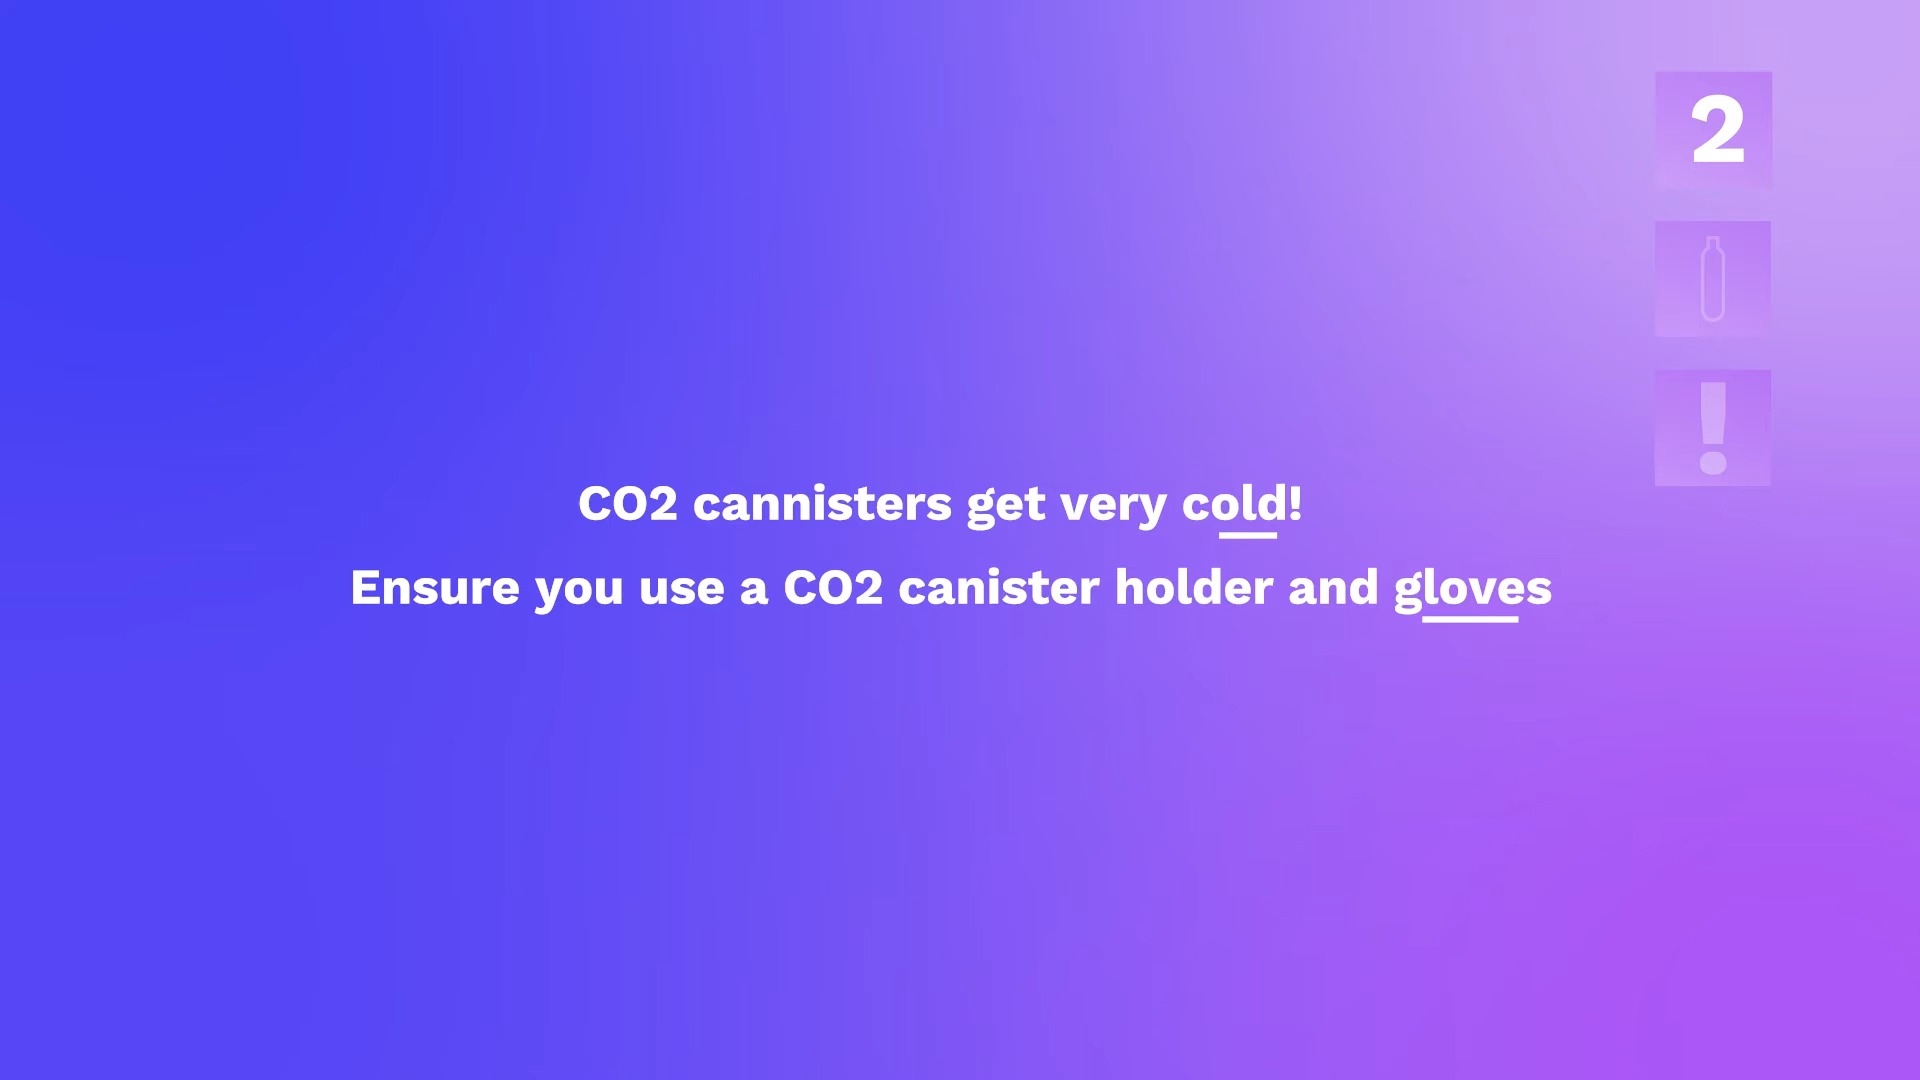 2
!
CO2 cannisters get very cold!
Ensure you use a CO2 canister holder and gloves